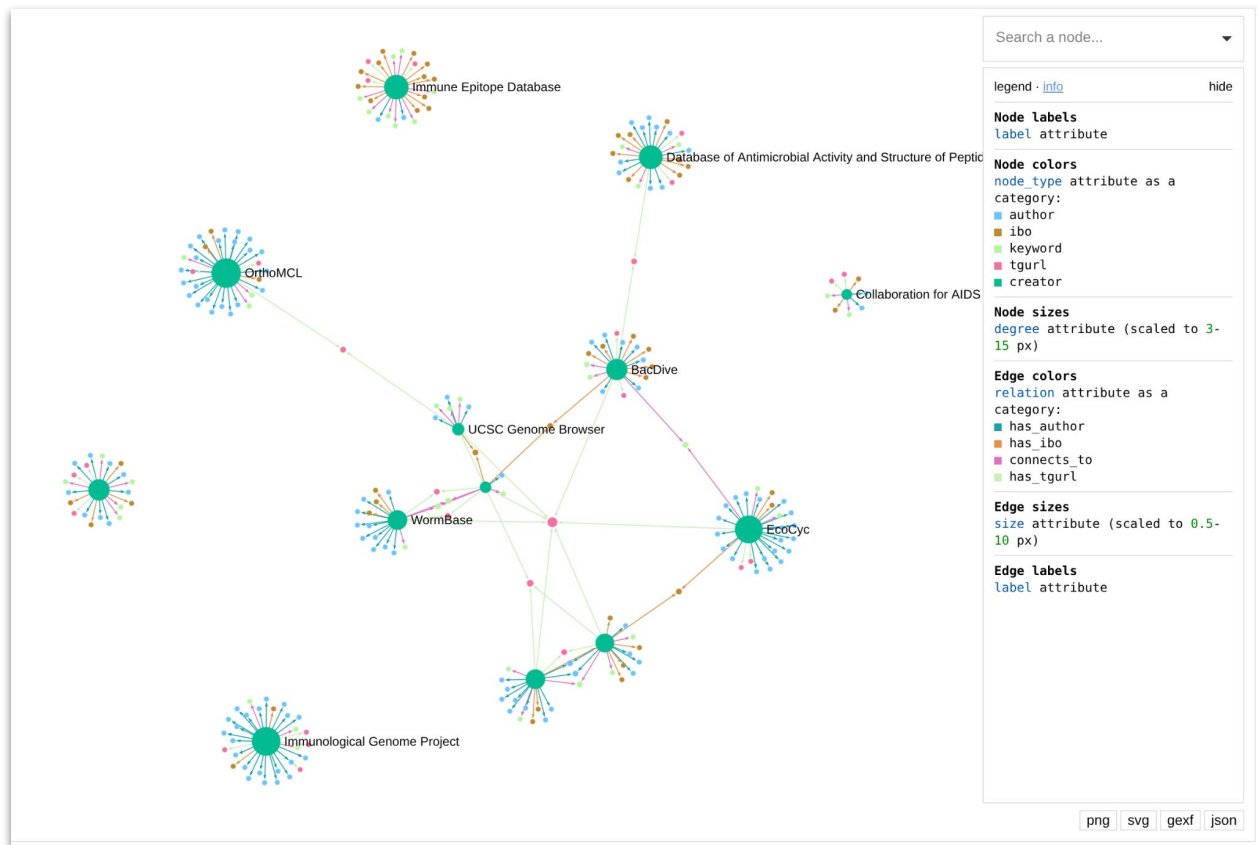 Search a node...
legend · info hide
Node labels
label attribute
Node colors
node_type attribute as a
category:
author
ibo
keyword
tgurl
creator
Node sizes
degree attribute (scaled to 3-
15 px)
Edge colors
relation attribute as a
category:
has_author
has_ibo
connects_to
has_tgurl
Edge sizes
size attribute (scaled to 0.5-
10 px)
Edge labels
label attribute
png svg gexf json
Immune Epitope Database
Database of Antimicrobial Activity and Structure of Peptid
OrthoMCL
Collaboration for AIDS
BacDive
UCSC Genome Browser
WormBase
EcoCyc
Immunological Genome Project